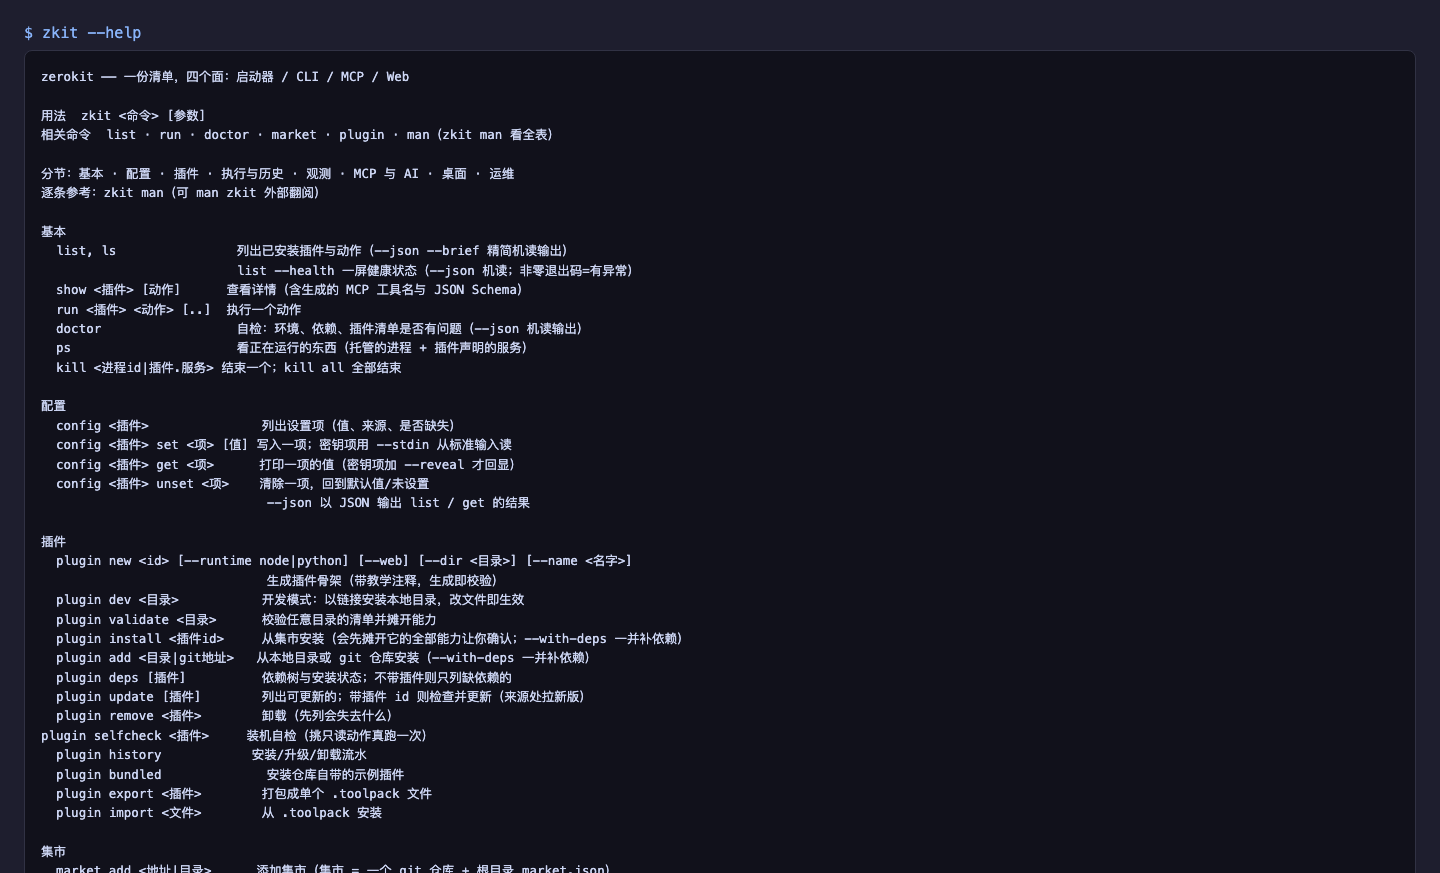 $ zkit --help
zerokit —— 一份清单，四个面：启动器 / CLI / MCP / Web
用法  zkit <命令> [参数]
相关命令  list · run · doctor · market · plugin · man（zkit man 看全表）
分节：基本 · 配置 · 插件 · 执行与历史 · 观测 · MCP 与 AI · 桌面 · 运维
逐条参考：zkit man（可 man zkit 外部翻阅）
基本
list, ls                列出已安装插件与动作（--json --brief 精简机读输出）
list --health 一屏健康状态（--json 机读；非零退出码=有异常）
show <插件> [动作]      查看详情（含生成的 MCP 工具名与 JSON Schema）
run <插件> <动作> [..]  执行一个动作
doctor                  自检：环境、依赖、插件清单是否有问题（--json 机读输出）
ps                      看正在运行的东西（托管的进程 + 插件声明的服务）
kill <进程id|插件.服务> 结束一个；kill all 全部结束
配置
config <插件>               列出设置项（值、来源、是否缺失）
config <插件> set <项> [值] 写入一项；密钥项用 --stdin 从标准输入读
config <插件> get <项>      打印一项的值（密钥项加 --reveal 才回显）
config <插件> unset <项>    清除一项，回到默认值/未设置
--json 以 JSON 输出 list / get 的结果
插件
plugin new <id> [--runtime node|python] [--web] [--dir <目录>] [--name <名字>]
生成插件骨架（带教学注释，生成即校验）
plugin dev <目录>           开发模式：以链接安装本地目录，改文件即生效
plugin validate <目录>      校验任意目录的清单并摊开能力
plugin install <插件id>     从集市安装（会先摊开它的全部能力让你确认；--with-deps 一并补依赖）
plugin add <目录|git地址>   从本地目录或 git 仓库安装（--with-deps 一并补依赖）
plugin deps [插件]          依赖树与安装状态；不带插件则只列缺依赖的
plugin update [插件]        列出可更新的；带插件 id 则检查并更新（来源处拉新版）
plugin remove <插件>        卸载（先列会失去什么）
plugin selfcheck <插件>     装机自检（挑只读动作真跑一次）
plugin history            安装/升级/卸载流水
plugin bundled              安装仓库自带的示例插件
plugin export <插件>        打包成单个 .toolpack 文件
plugin import <文件>        从 .toolpack 安装
集市
market add <地址|目录>      添加集市（集市 = 一个 git 仓库 + 根目录 market.json）